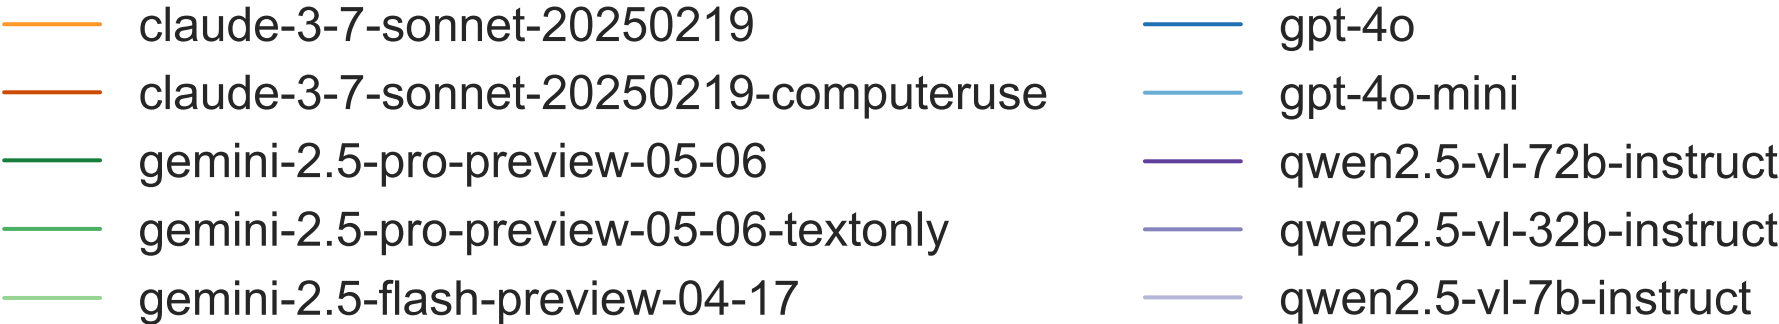 claude-3-7-sonnet-20250219
claude-3-7-sonnet-20250219-computeruse
gemini-2.5-pro-preview-05-06
gemini-2.5-pro-preview-05-06-textonly
gemini-2.5-flash-preview-04-17
gpt-4o
gpt-4o-mini
qwen2.5-vl-72b-instruct
qwen2.5-vl-32b-instruct
qwen2.5-vl-7b-instruct